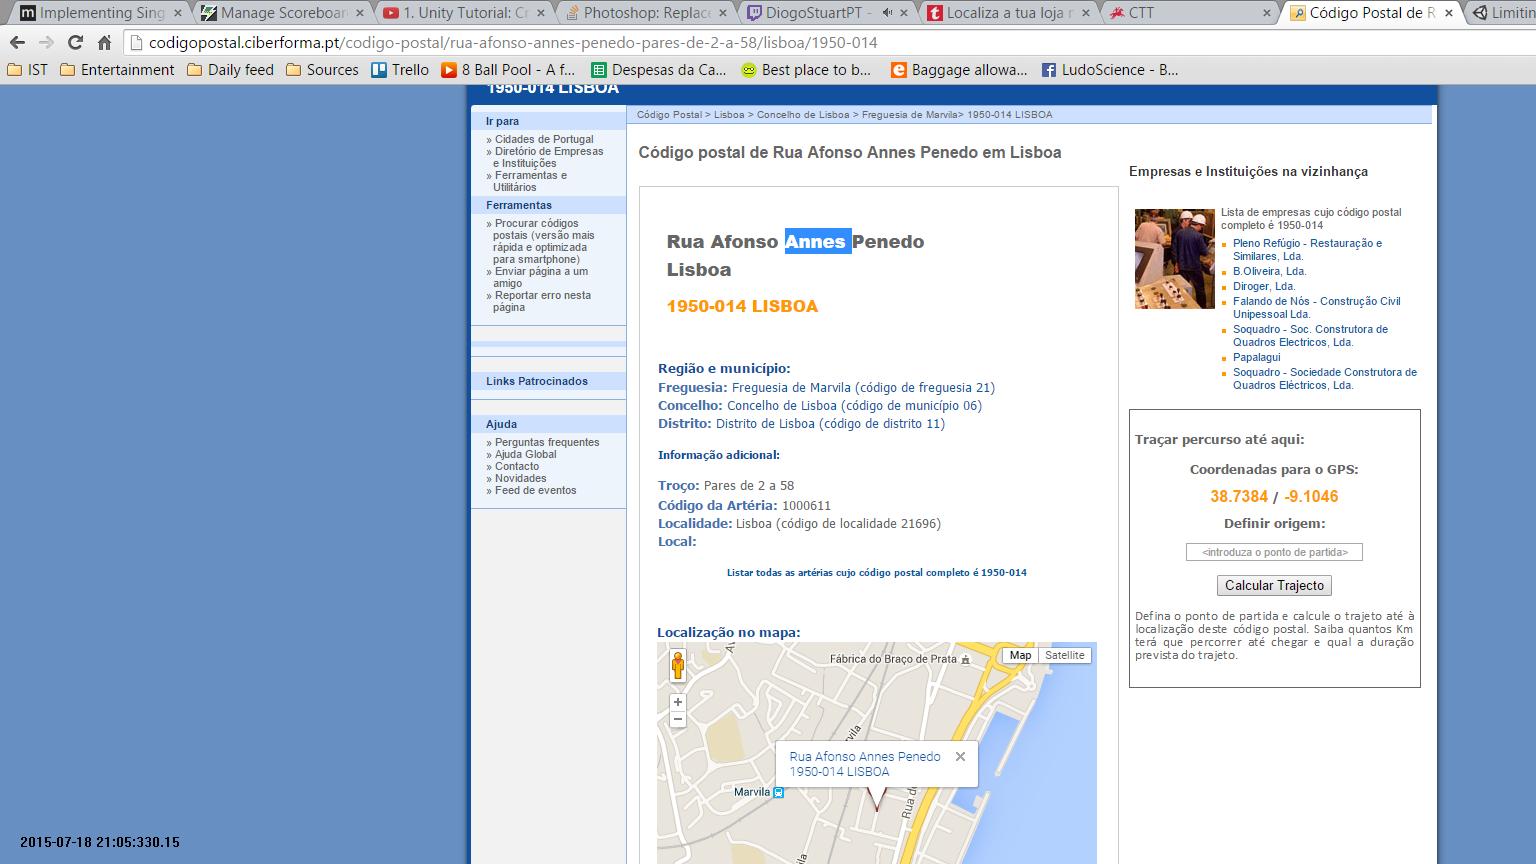 Implementing Sing
Manage Scoreboar
1. Unity Tutorial: Cr
Photoshop: Replace
DiogoStuartPT -
Localiza a tua loja n
CTT
Código Postal de R
Limitin
codigopostal.ciberforma.pt/codigo-postal/rua-afonso-annes-penedo-pares-de-2-a-58/lisboa/1950-014
IST Entertainment Daily feed Sources Trello 8 Ball Pool - A f... Despesas da Ca... Best place to b... Baggage allowa... LudoScience - B...
1950-014 LISBOA
Ir para
» Cidades de Portugal
» Diretório de Empresas
e Instituições
» Ferramentas e
Utilitários
Ferramentas
» Procurar códigos
postais (versão mais
rápida e optimizada
para smartphone)
» Enviar página a um
amigo
» Reportar erro nesta
página
Links Patrocinados
Ajuda
» Perguntas frequentes
» Ajuda Global
» Contacto
» Novidades
» Feed de eventos
Código Postal > Lisboa > Concelho de Lisboa > Freguesia de Marvila> 1950-014 LISBOA
Código postal de Rua Afonso Annes Penedo em Lisboa
Rua Afonso Annes Penedo
Lisboa
1950-014 LISBOA
Região e município:
Freguesia: Freguesia de Marvila (código de freguesia 21)
Concelho: Concelho de Lisboa (código de município 06)
Distrito: Distrito de Lisboa (código de distrito 11)
Informação adicional:
Troço: Pares de 2 a 58
Código da Artéria: 1000611
Localidade: Lisboa (código de localidade 21696)
Local:
Listar todas as artérias cujo código postal completo é 1950-014
Localização no mapa:
Fábrica do Braço de Prata
Map Satellite
+
−
Rua Afonso Annes Penedo
1950-014 LISBOA
Marvila
Rua do
Empresas e Instituições na vizinhança
Lista de empresas cujo código postal
completo é 1950-014
Pleno Refúgio - Restauração e
Similares, Lda.
B.Oliveira, Lda.
Diroger, Lda.
Falando de Nós - Construção Civil
Unipessoal Lda.
Soquadro - Soc. Construtora de
Quadros Electricos, Lda.
Papalagui
Soquadro - Sociedade Construtora de
Quadros Eléctricos, Lda.
Traçar percurso até aqui:
Coordenadas para o GPS:
38.7384 / -9.1046
Definir origem:
<introduza o ponto de partida>
Calcular Trajecto
Defina o ponto de partida e calcule o trajeto até à
localização deste código postal. Saiba quantos Km
terá que percorrer até chegar e qual a duração
prevista do trajeto.
2015-07-18 21:05:330.15